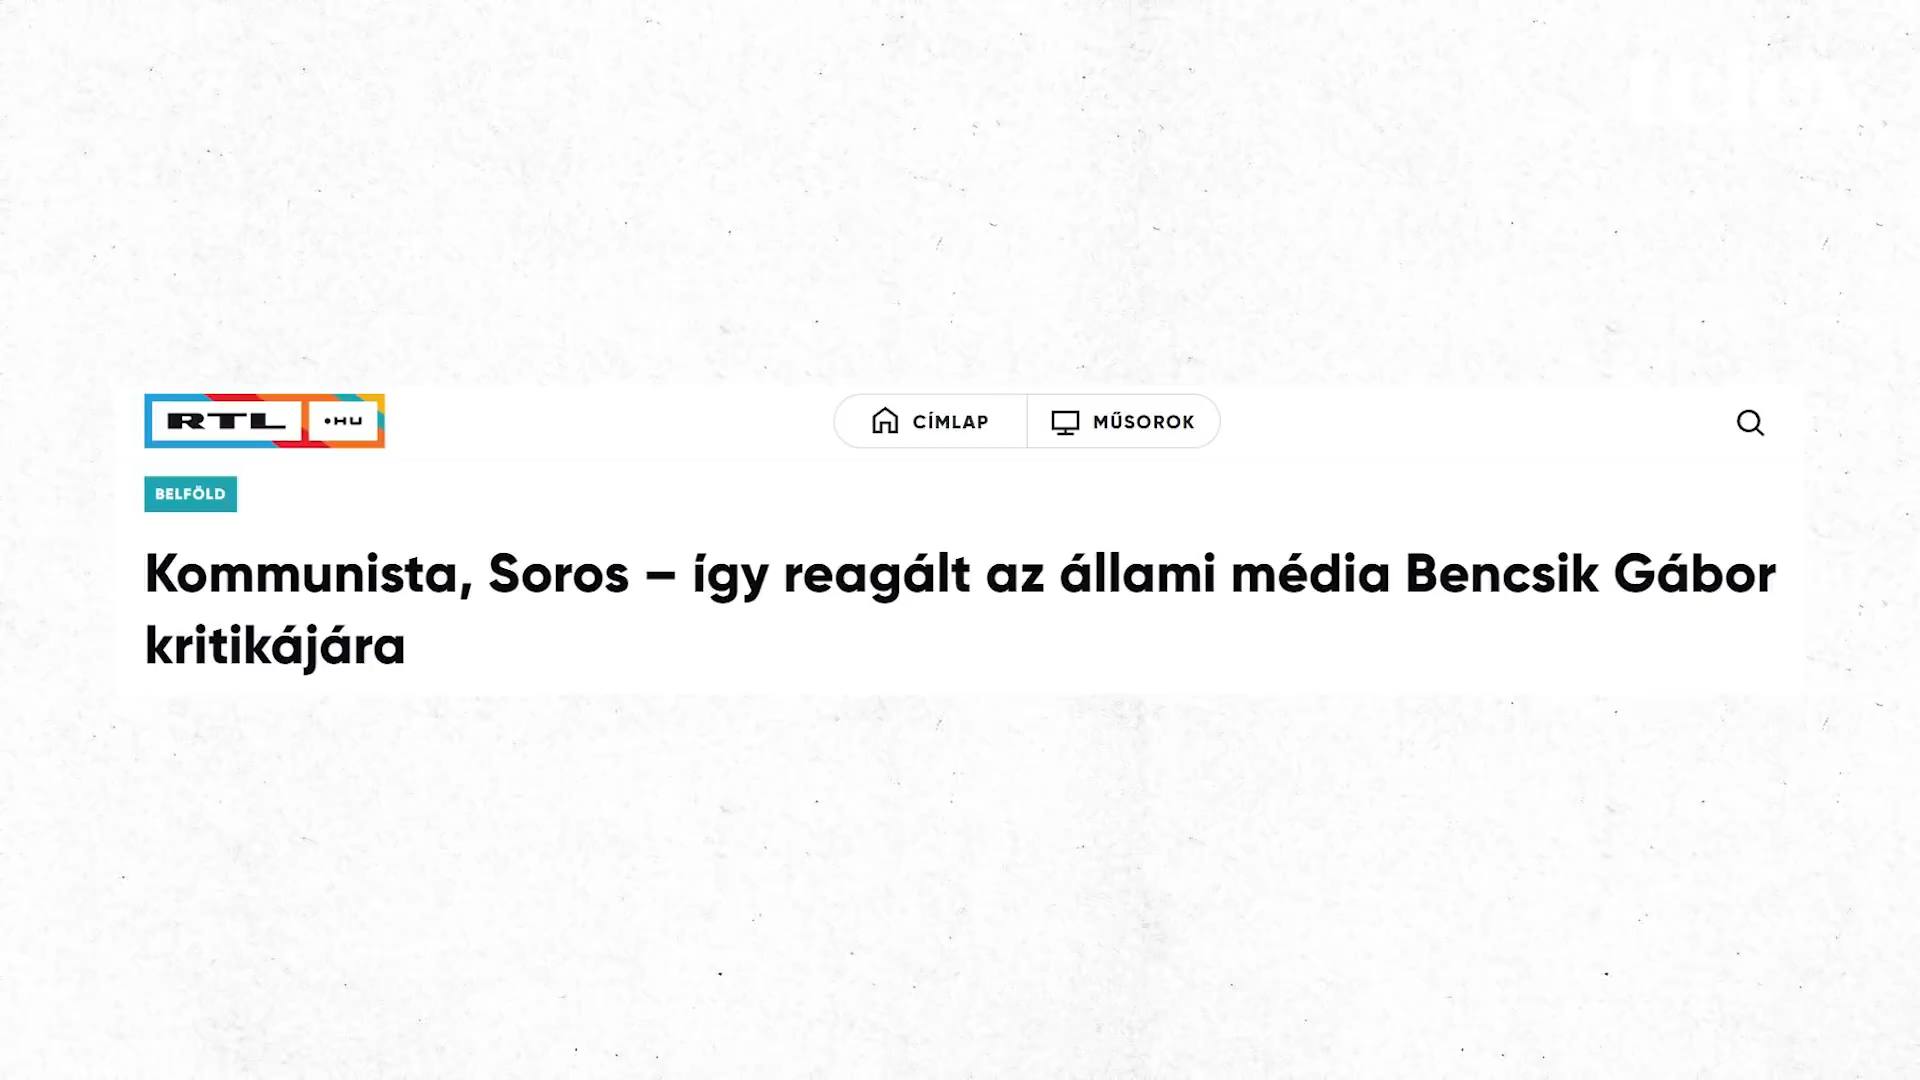 RTL •HU
CÍMLAP
MŰSOROK
BELFÖLD
Kommunista, Soros – így reagált az állami média Bencsik Gábor
kritikájára